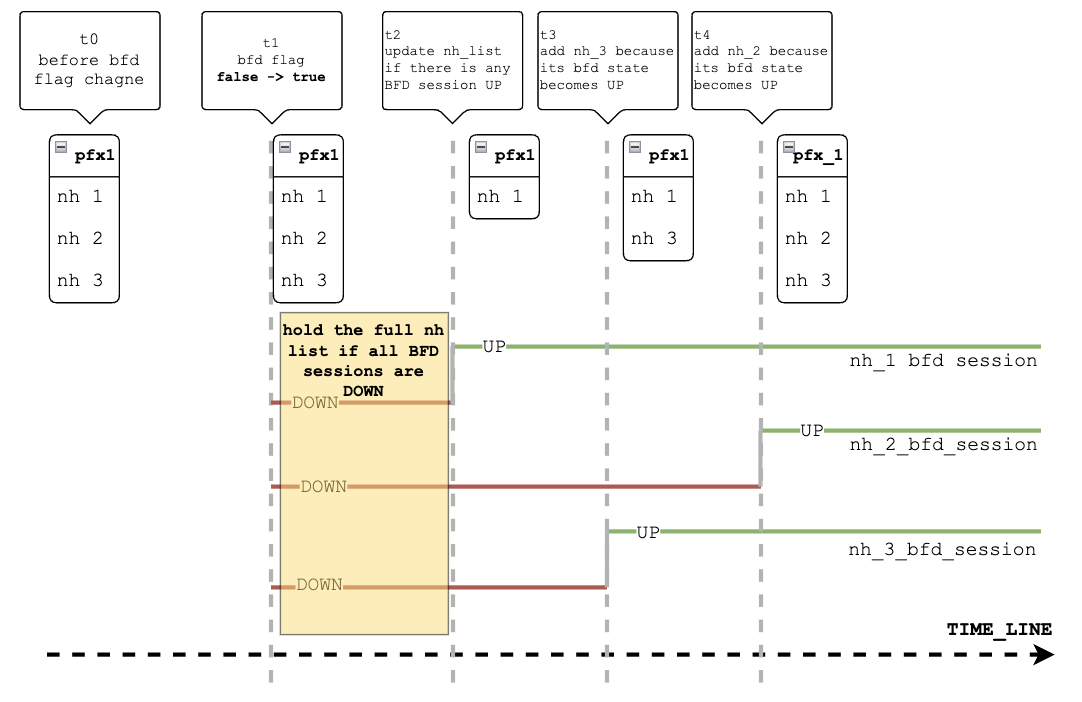 t0
before bfd
flag chagne
t1
bfd flag
false -> true
t2
update nh_list
if there is any
BFD session UP
t3
add nh_3 because
its bfd state
becomes UP
t4
add nh_2 because
its bfd state
becomes UP
pfx1
nh 1
nh 2
nh 3
pfx1
nh 1
nh 2
nh 3
pfx1
nh 1
pfx1
nh 1
nh 3
pfx_1
nh 1
nh 2
nh 3
hold the full nh
list if all BFD
sessions are
DOWN
UP
nh_1 bfd session
DOWN
UP
nh_2_bfd_session
DOWN
UP
nh_3_bfd_session
DOWN
TIME_LINE